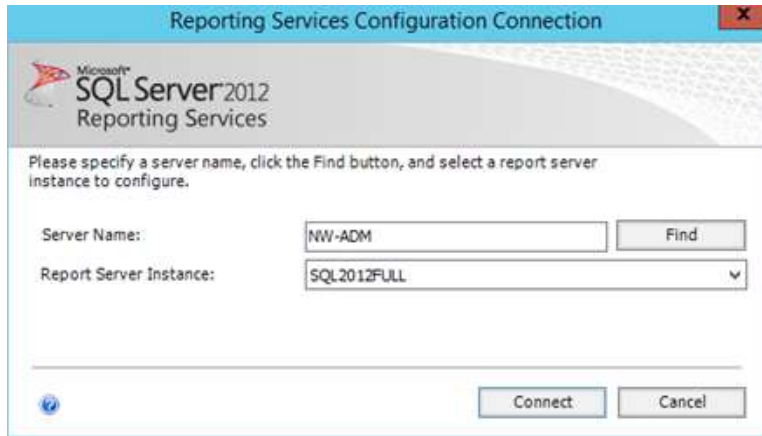 Reporting Services Configuration Connection
x
Microsoft®
SQL Server 2012
Reporting Services
Please specify a server name, click the Find button, and select a report server
instance to configure.
Server Name: NW-ADM Find
Report Server Instance: SQL2012FULL
? Connect Cancel